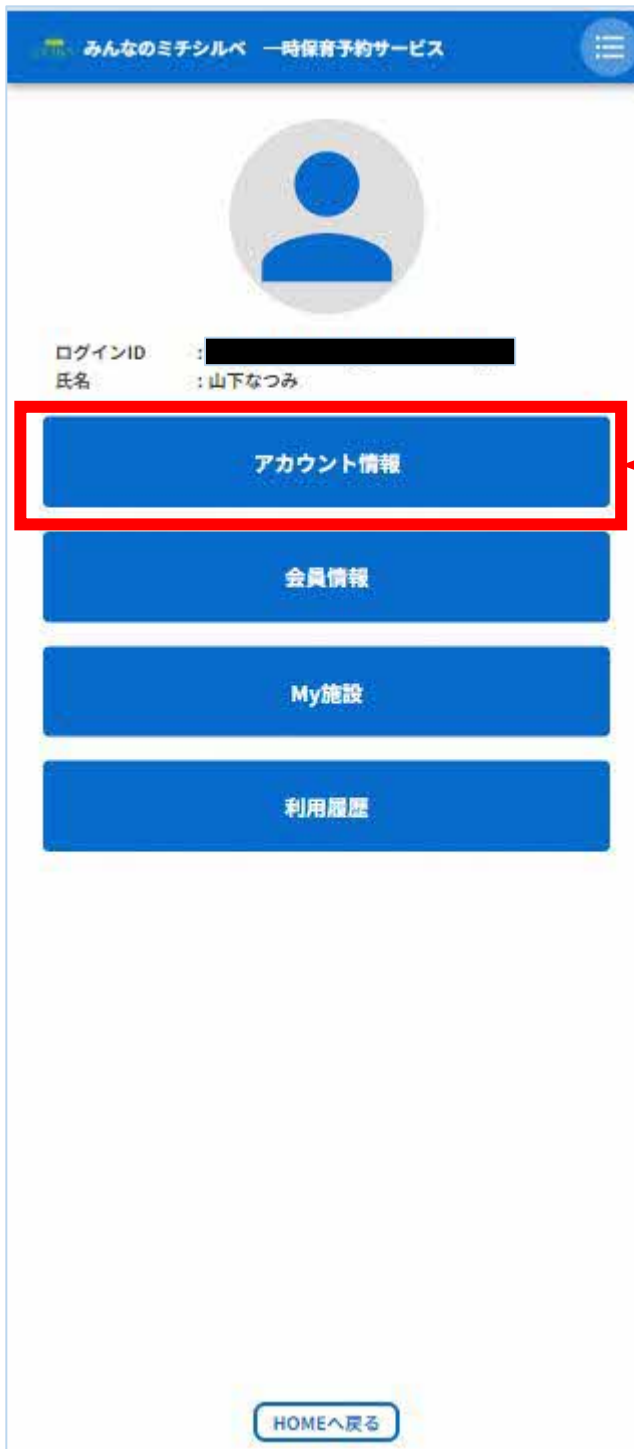 みんなのミチシルベ 一時保育予約サービス
ログインID :
氏名 : 山下なつみ
アカウント情報
会員情報
My施設
利用履歴
HOMEへ戻る